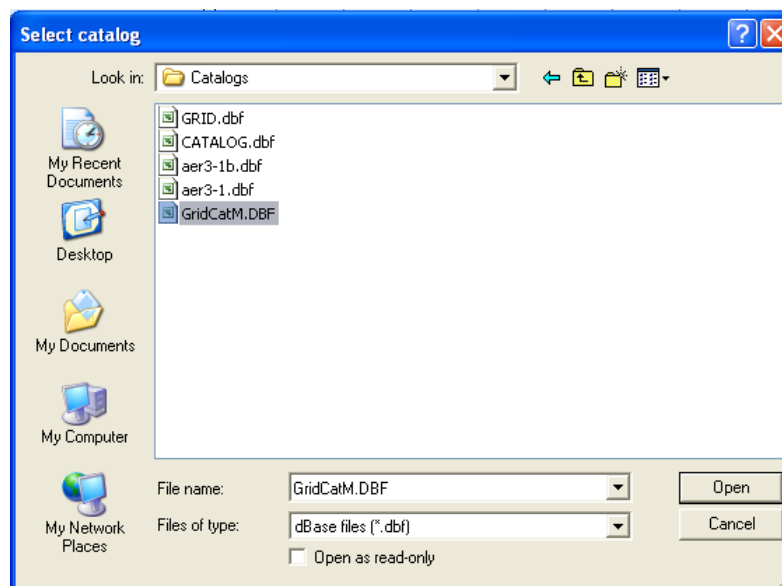 Select catalog
Look in:
Catalogs
My Recent
Documents
Desktop
My Documents
My Computer
My Network
Places
GRID.dbf
CATALOG.dbf
aer3-1b.dbf
aer3-1.dbf
GridCatM.DBF
File name:
GridCatM.DBF
Open
Files of type:
dBase files (*.dbf)
Cancel
Open as read-only